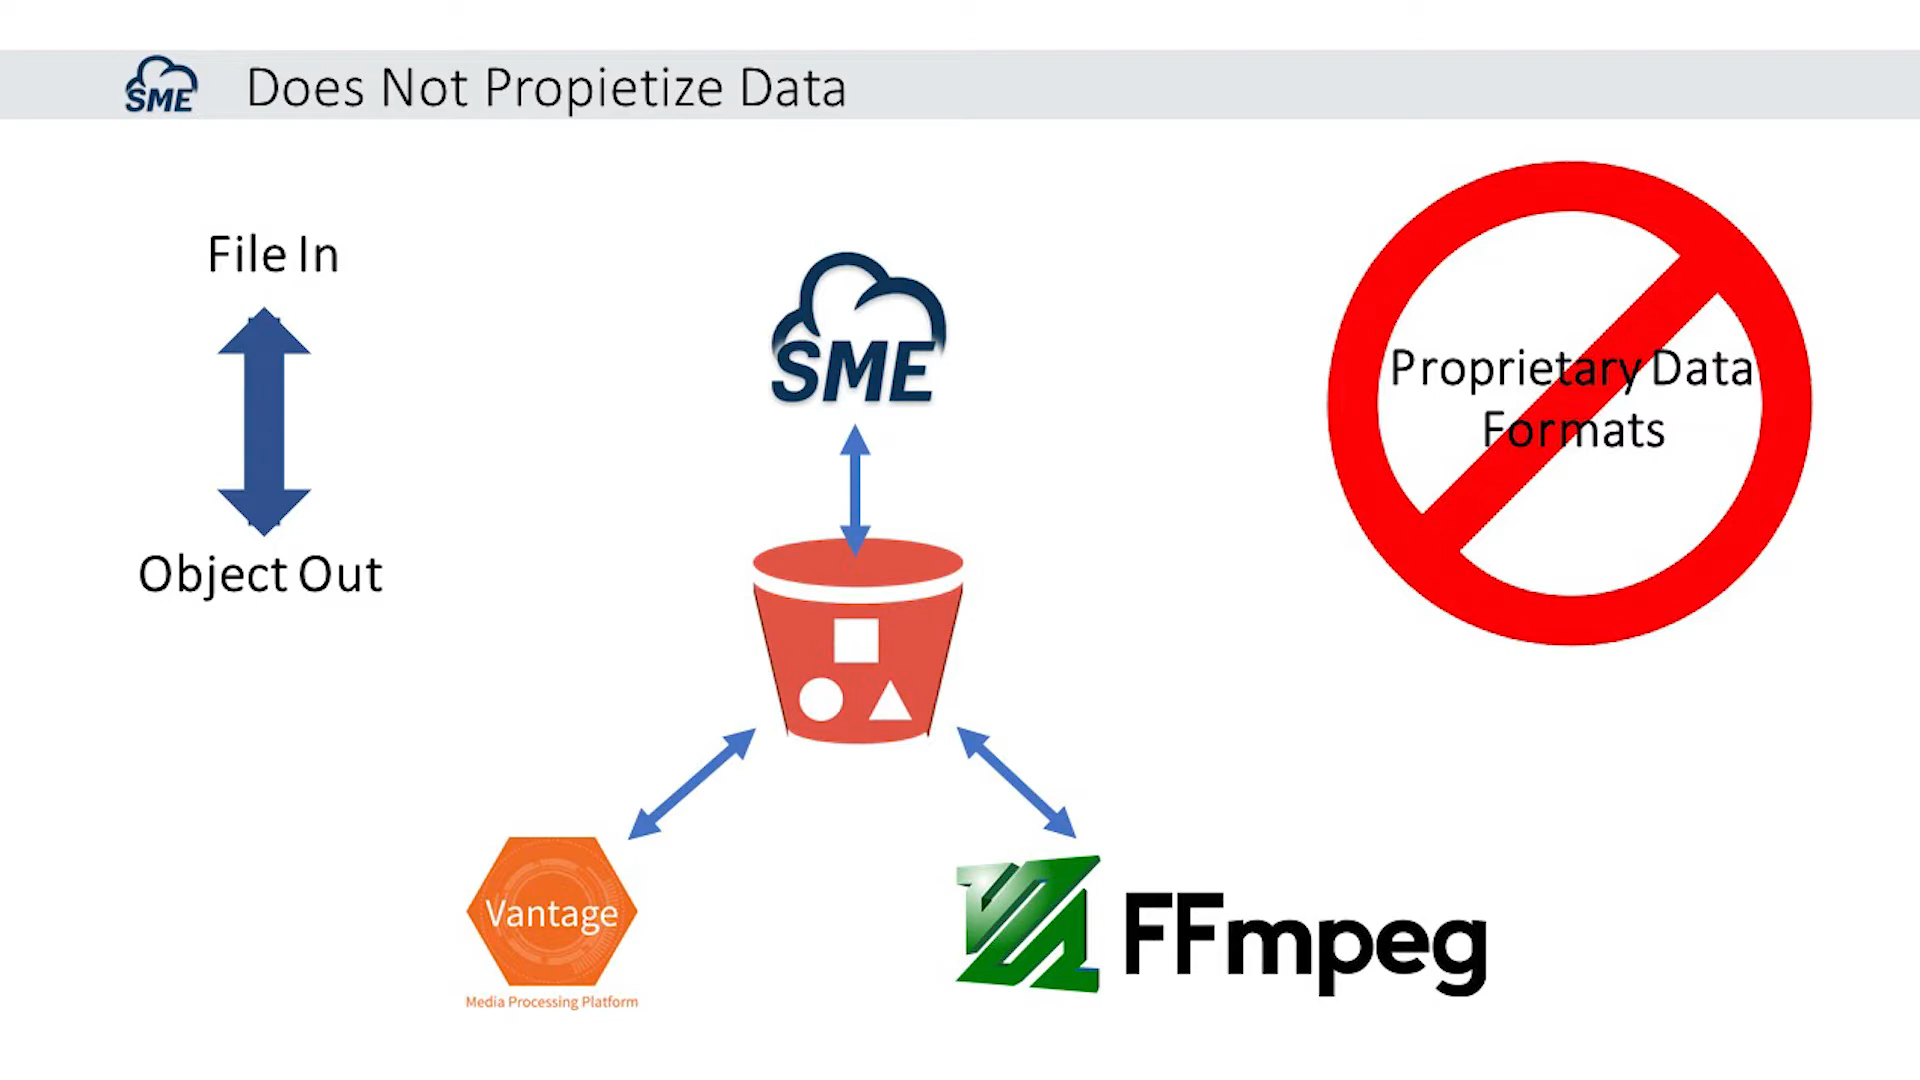 SME
Does Not Propietize Data
File In
Object Out
SME
Proprietary Data
Formats
Vantage
Media Processing Platform
FFmpeg